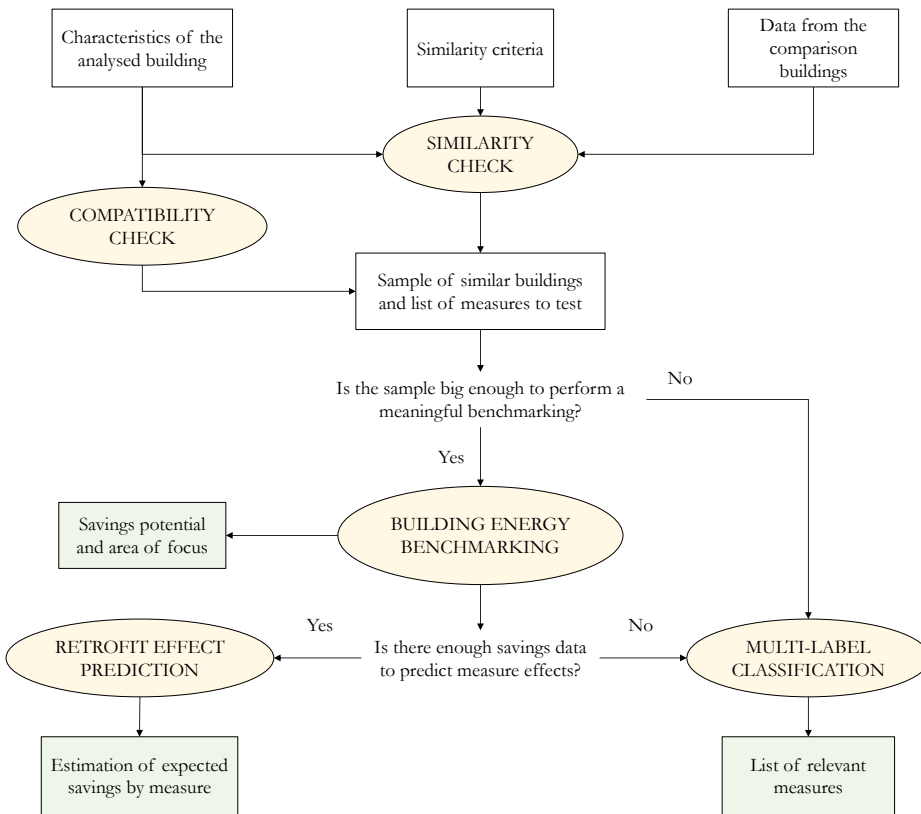 Characteristics of the
analysed building
Similarity criteria
Data from the
comparison
buildings
SIMILARITY
CHECK
COMPATIBILITY
CHECK
Sample of similar buildings
and list of measures to test
Is the sample big enough to perform a
meaningful benchmarking?
No
Yes
BUILDING ENERGY
BENCHMARKING
Savings potential
and area of focus
Yes
No
RETROFIT EFFECT
PREDICTION
Is there enough savings data
to predict measure effects?
MULTI-LABEL
CLASSIFICATION
Estimation of expected
savings by measure
List of relevant
measures